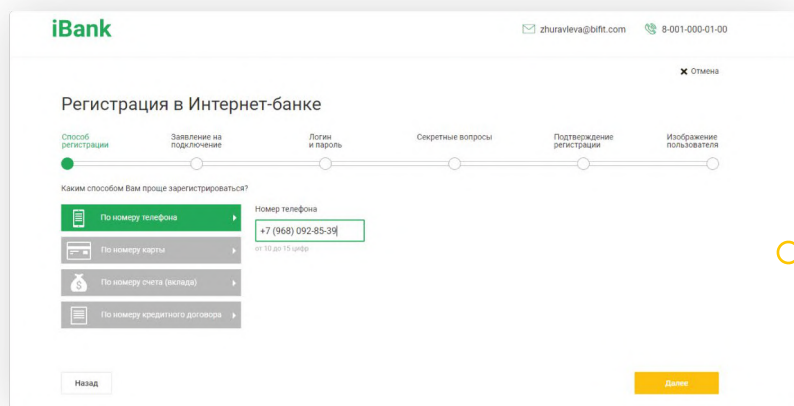 iBank
zhuravleva@bifit.com 8-001-000-01-00
Отмена
Регистрация в Интернет-банке
Способ
регистрации
Заявление на
подключение
Логин
и пароль
Секретные вопросы
Подтверждение
регистрации
Изображение
пользователя
Каким способом Вам проще зарегистрироваться?
По номеру телефона
По номеру карты
По номеру счета (вклада)
По номеру кредитного договора
Номер телефона
+7 (968) 092-85-39
от 10 до 15 цифр
Назад
Далее